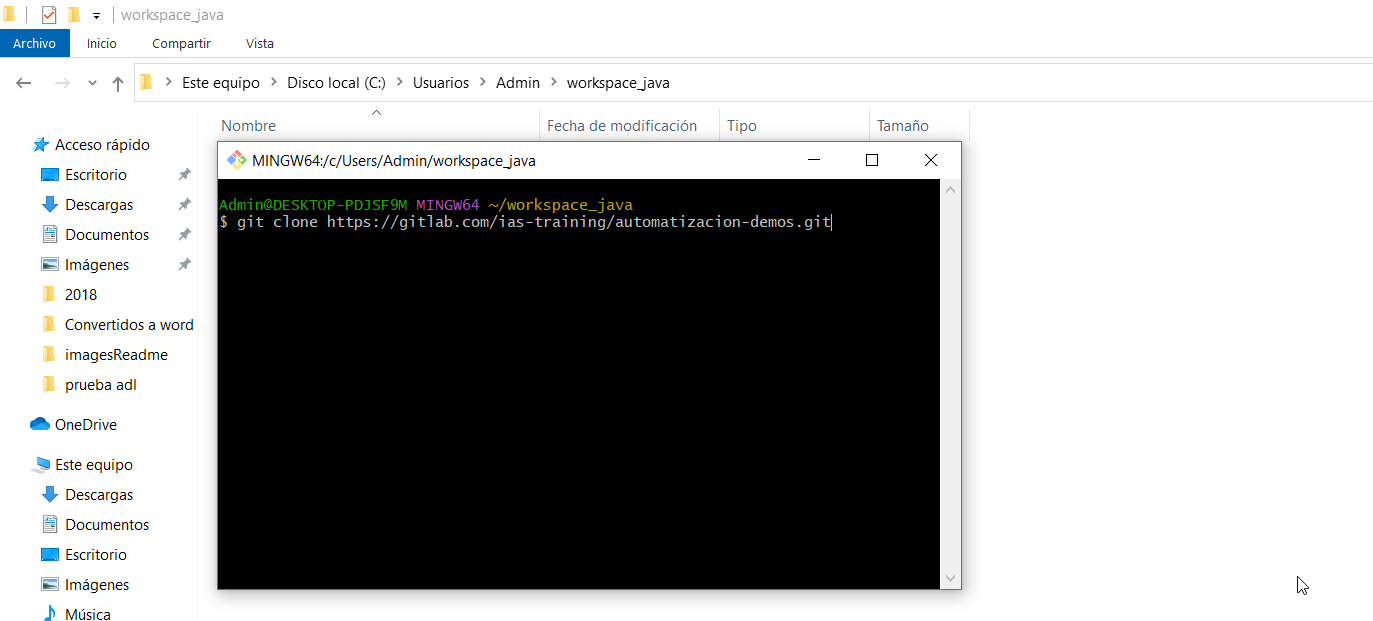 workspace_java
Archivo Inicio Compartir Vista
Este equipo Disco local (C:) Usuarios Admin workspace_java
Nombre Fecha de modificación Tipo Tamaño
Acceso rápido
Escritorio
Descargas
Documentos
Imágenes
2018
Convertidos a word
imagesReadme
prueba adl
OneDrive
Este equipo
Descargas
Documentos
Escritorio
Imágenes
Música
MINGW64:/c/Users/Admin/workspace_java
Admin@DESKTOP-PDJSF9M MINGW64 ~/workspace_java
$ git clone https://gitlab.com/ias-training/automatizacion-demos.git